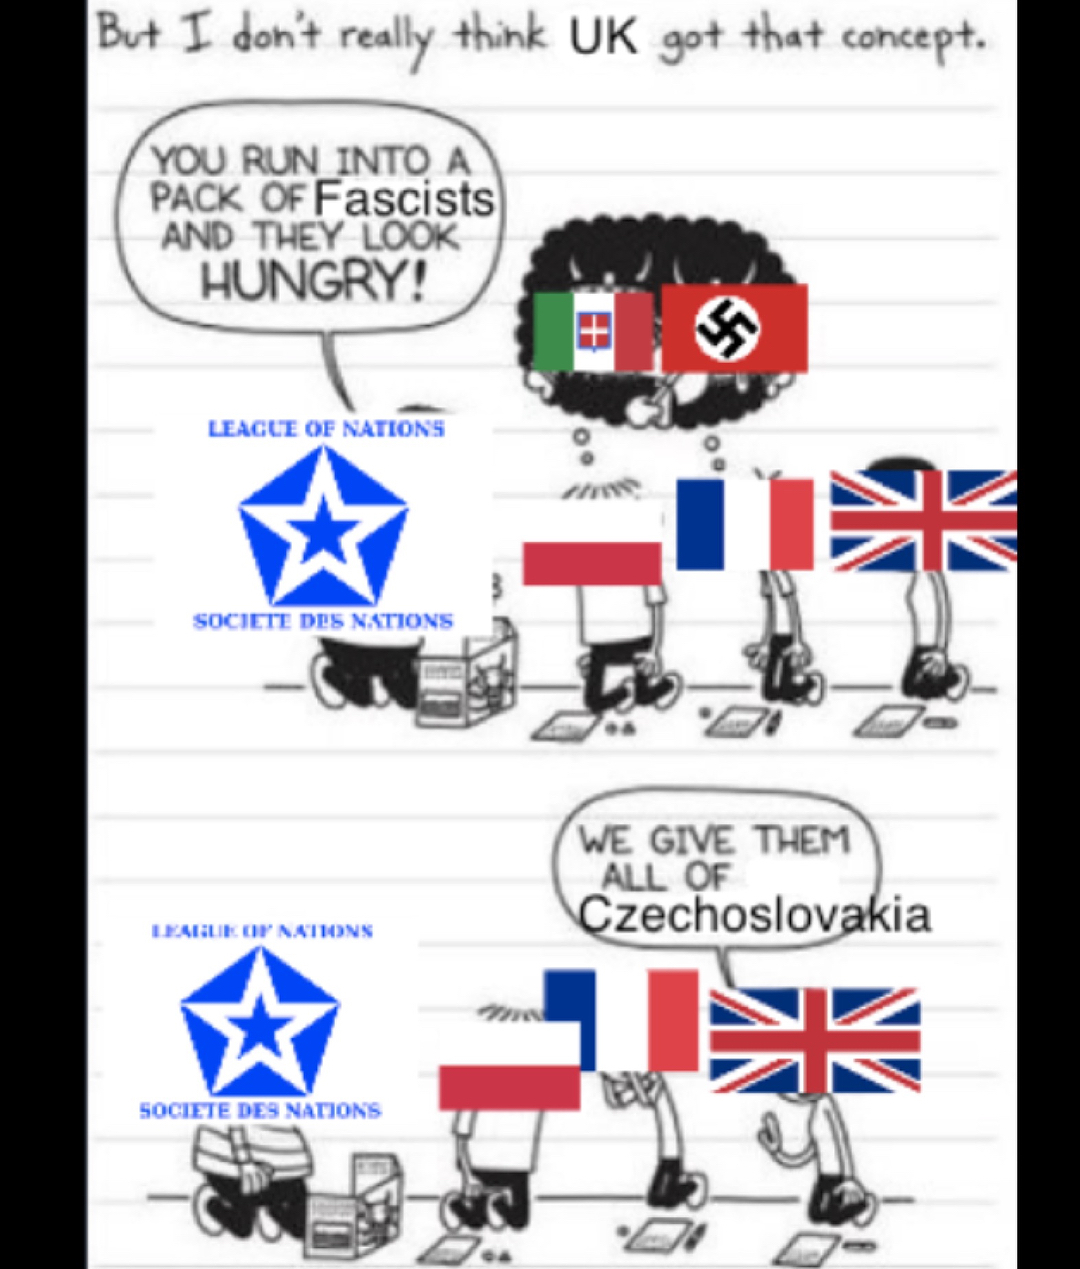 But I don't really think UK got that concept.
YOU RUN INTO A
PACK OF Fascists
AND THEY LOOK
HUNGRY!
LEAGUE OF NATIONS
SOCIETE DES NATIONS
WE GIVE THEM
ALL OF
Czechoslovakia
LEAGUE OF NATIONS
SOCIETE DES NATIONS